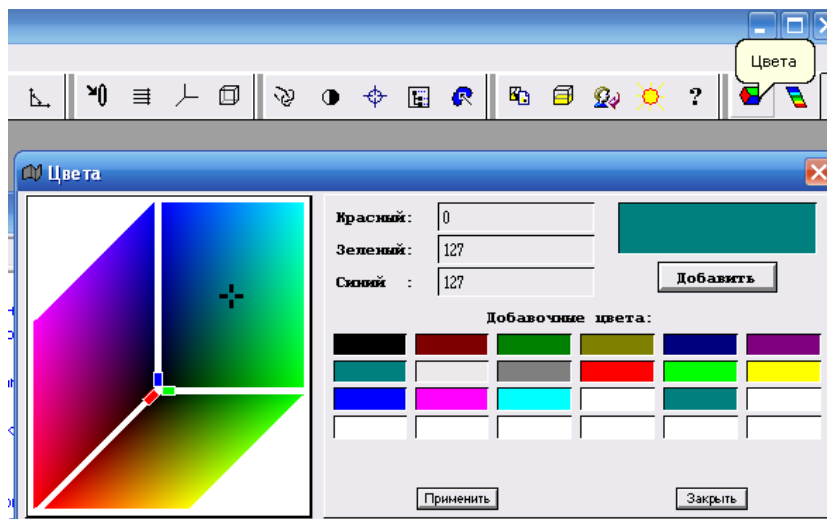 Цвета
?
Цвета
Красный: 0
Зеленый: 127
Синий : 127
Добавить
Добавочные цвета:
Применить
Закрыть